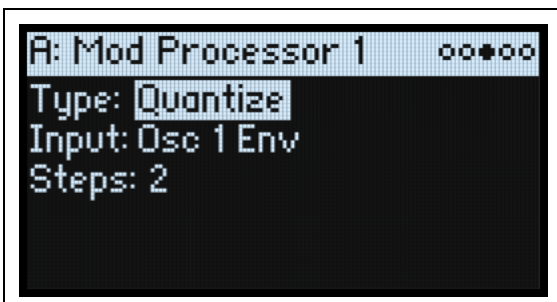 A: Mod Processor 1
Type: Quantize
Input: Osc 1 Env
Steps: 2